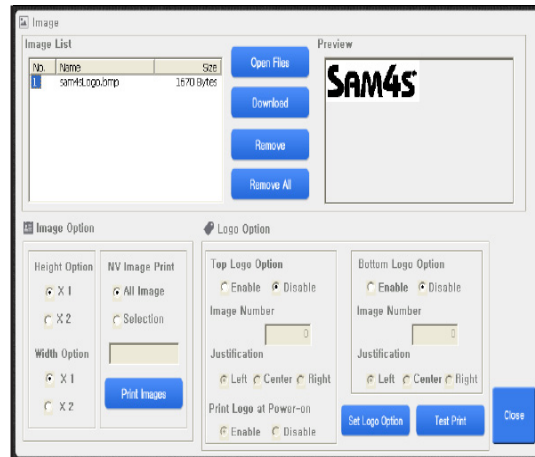 Image
Image List
No. Name Size
1 sam4sLogo.bmp 1670 Bytes
Open Files
Download
Remove
Remove All
Preview
SAM4S
Image Option
Height Option
X 1
X 2
Width Option
X 1
X 2
NV Image Print
All Image
Selection
Print Images
Logo Option
Top Logo Option
Enable Disable
Image Number
0
Justification
Left Center Right
Print Logo at Power-on
Enable Disable
Bottom Logo Option
Enable Disable
Image Number
0
Justification
Left Center Right
Set Logo Option
Test Print
Close